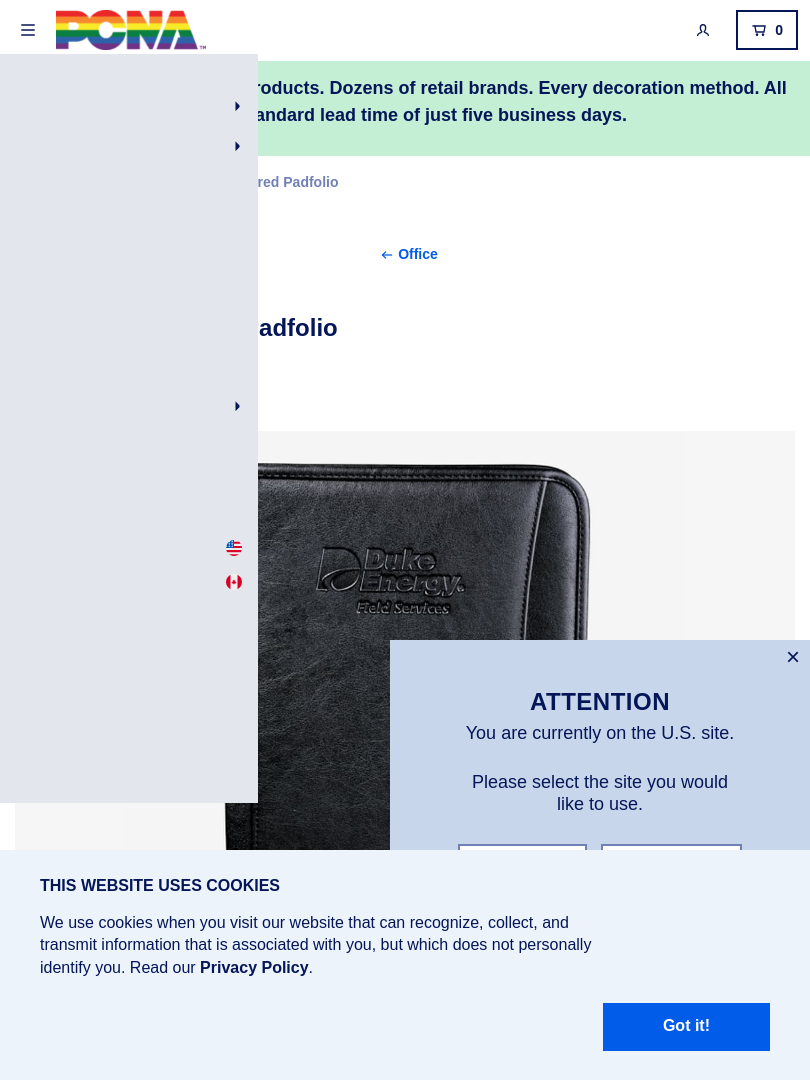 PCNA™
0
roducts. Dozens of retail brands. Every decoration method. All
andard lead time of just five business days.
red Padfolio
← Office
adfolio
Duke
Energy®
Field Services
ATTENTION
You are currently on the U.S. site.
Please select the site you would
like to use.
THIS WEBSITE USES COOKIES
We use cookies when you visit our website that can recognize, collect, and
transmit information that is associated with you, but which does not personally
identify you. Read our Privacy Policy.
Got it!